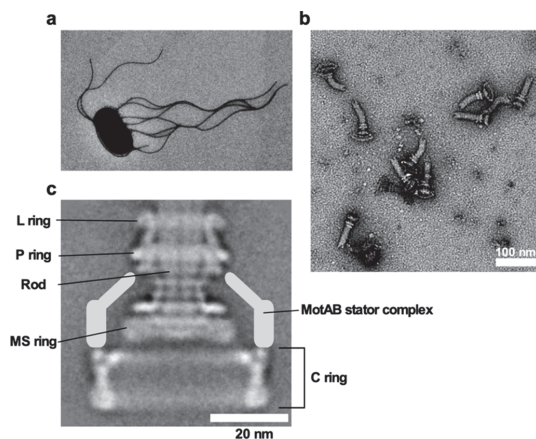 a
b
100 nm
c
L ring
P ring
Rod
MS ring
MotAB stator complex
C ring
20 nm